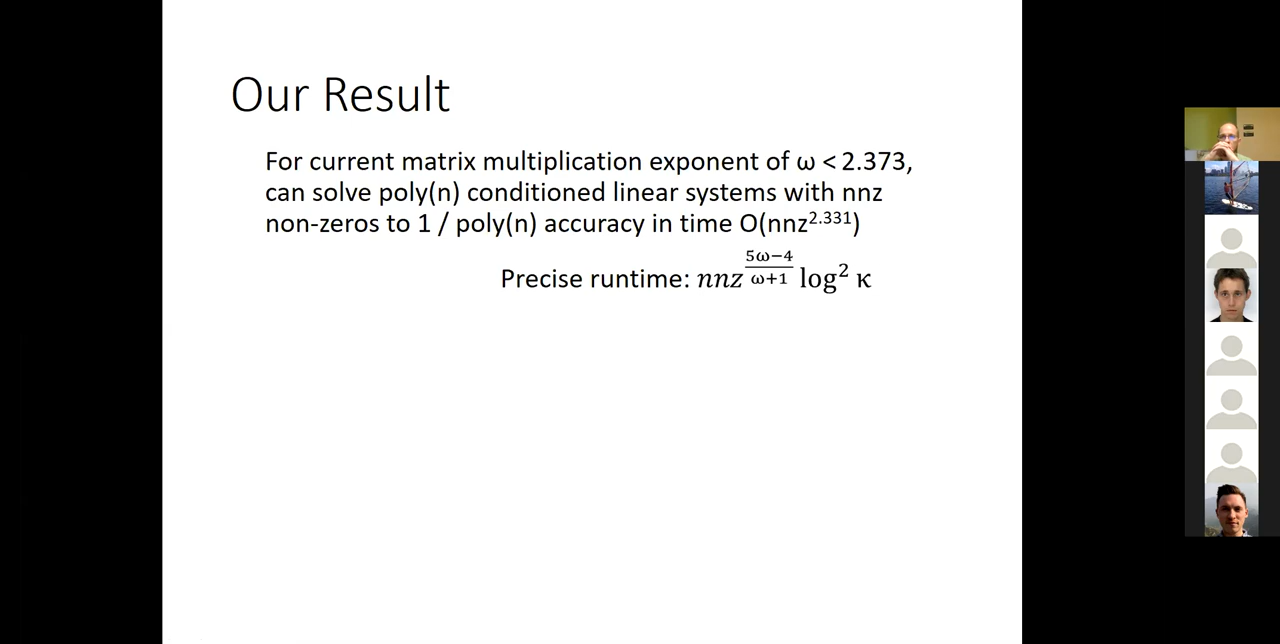 Our Result
For current matrix multiplication exponent of ω < 2.373,
can solve poly(n) conditioned linear systems with nnz
non-zeros to 1 / poly(n) accuracy in time O(nnz^2.331)
Precise runtime: nnz^((5ω−4)/(ω+1)) log² κ